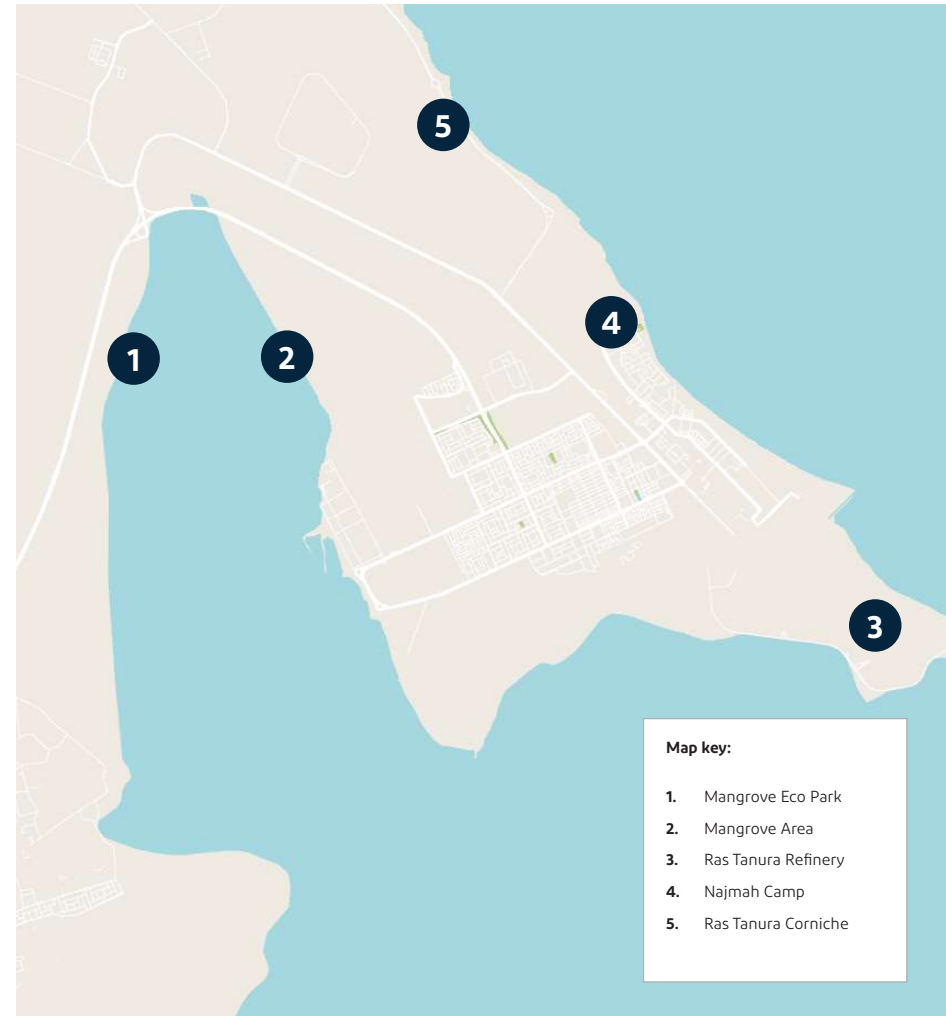 5
4
1
2
3
Map key:
1. Mangrove Eco Park
2. Mangrove Area
3. Ras Tanura Refinery
4. Najmah Camp
5. Ras Tanura Corniche